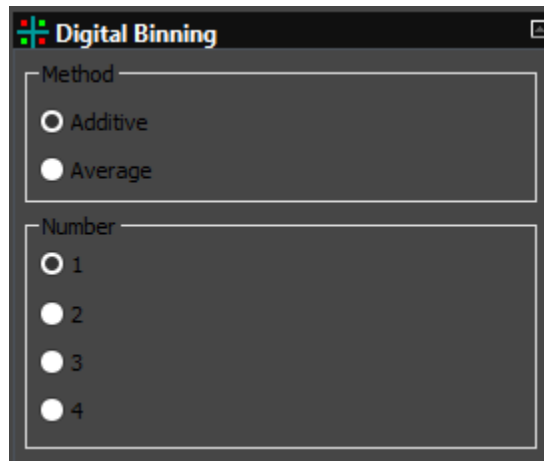 Digital Binning
Method
Additive
Average
Number
1
2
3
4